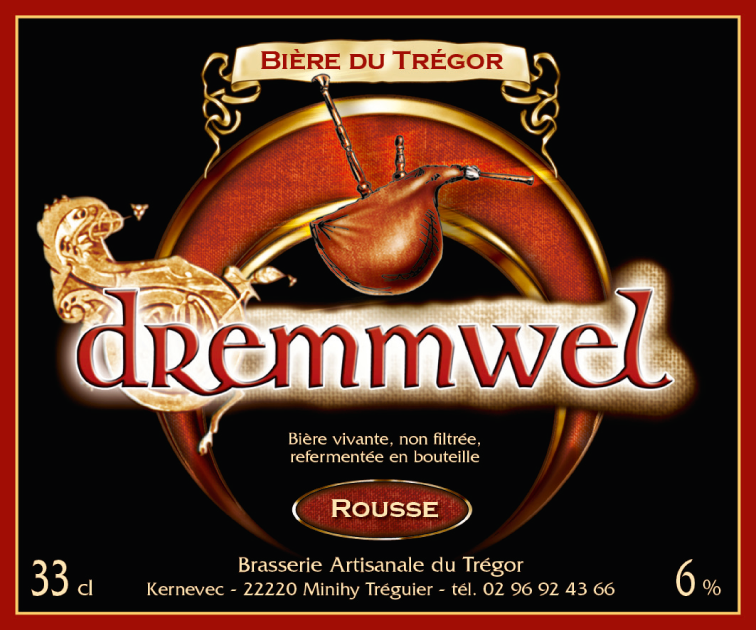 BIÈRE DU TRÉGOR
dremmwel
Bière vivante, non filtrée,
refermentée en bouteille
ROUSSE
Brasserie Artisanale du Trégor
33 cl
Kernevec - 22220 Minihy Tréguier - tél. 02 96 92 43 66
6 %